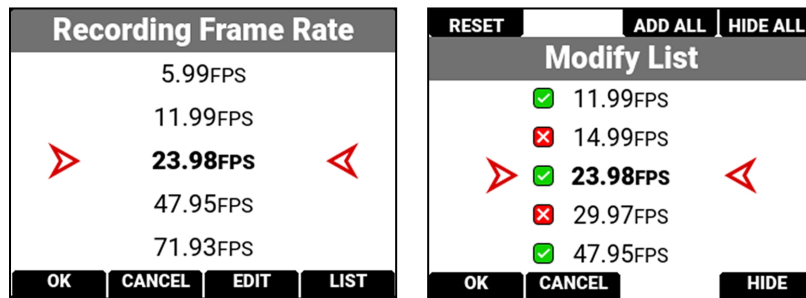 Recording Frame Rate
5.99FPS
11.99FPS
23.98FPS
47.95FPS
71.93FPS
OK CANCEL EDIT LIST
RESET ADD ALL HIDE ALL
Modify List
11.99FPS
14.99FPS
23.98FPS
29.97FPS
47.95FPS
OK CANCEL HIDE